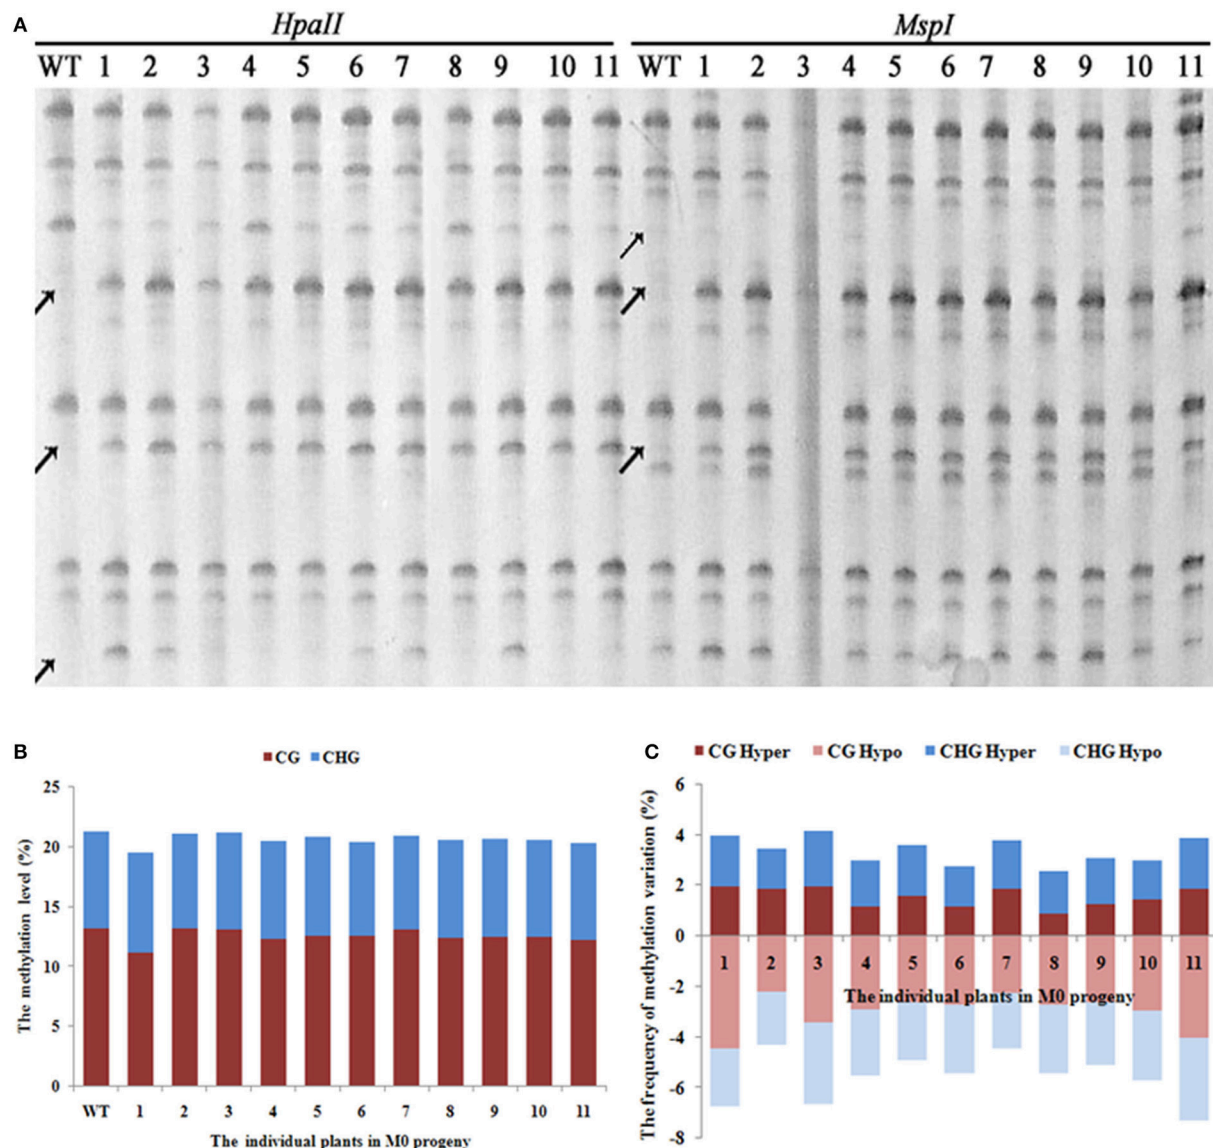 A
HpaII MspI
WT 1 2 3 4 5 6 7 8 9 10 11 WT 1 2 3 4 5 6 7 8 9 10 11
B
CG CHG
The methylation level (%)
25
20
15
10
5
0
WT 1 2 3 4 5 6 7 8 9 10 11
The individual plants in M0 progeny
C
CG Hyper CG Hypo CHG Hyper CHG Hypo
The frequency of methylation variation (%)
6
4
2
0
-2
-4
-6
-8
1 2 3 4 5 6 7 8 9 10 11
The individual plants in M0 progeny